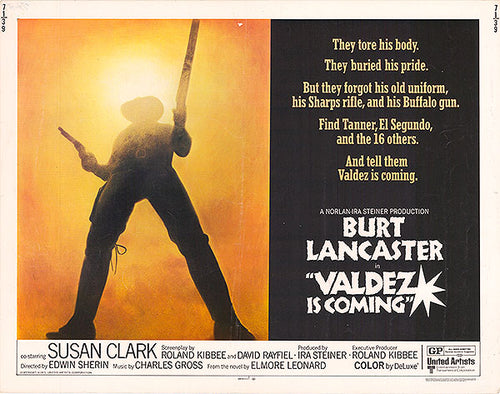 71/39
71/39
They tore his body.
They buried his pride.
But they forgot his old uniform,
his Sharps rifle, and his Buffalo gun.
Find Tanner, El Segundo,
and the 16 others.
And tell them
Valdez is coming.
A NORLAN-IRA STEINER PRODUCTION
BURT
LANCASTER
in
"VALDEZ
IS COMING"
co-starring SUSAN CLARK Screenplay by ROLAND KIBBEE and DAVID RAYFIEL · Produced by IRA STEINER · Executive Producer ROLAND KIBBEE
Directed by EDWIN SHERIN Music by CHARLES GROSS From the novel by ELMORE LEONARD COLOR by DeLuxe®
GP
United Artists